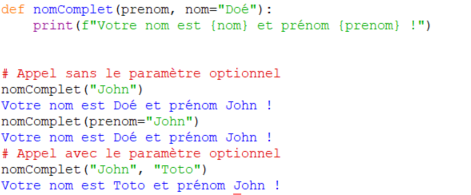 def nomComplet(prenom, nom="Doé"):
    print(f"Votre nom est {nom} et prénom {prenom} !")
# Appel sans le paramètre optionnel
nomComplet("John")
Votre nom est Doé et prénom John !
nomComplet(prenom="John")
Votre nom est Doé et prénom John !
# Appel avec le paramètre optionnel
nomComplet("John", "Toto")
Votre nom est Toto et prénom John !